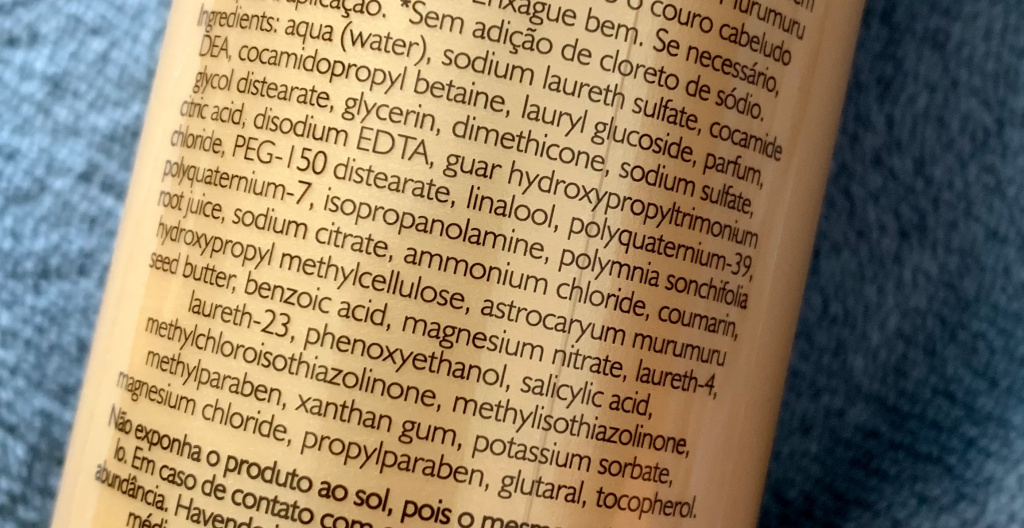 Murumuru
o couro cabeludo
Enxague bem. Se necessário,
aplicação. *Sem adição de cloreto de sódio.
Ingredients: aqua (water), sodium laureth sulfate, cocamide
DEA, cocamidopropyl betaine, lauryl glucoside, parfum,
glycol distearate, glycerin, dimethicone, sodium sulfate,
citric acid, disodium EDTA, guar hydroxypropyltrimonium
chloride, PEG-150 distearate, linalool, polyquaternium-39,
polyquaternium-7, isopropanolamine, polymnia sonchifolia
root juice, sodium citrate, ammonium chloride, coumarin,
hydroxypropyl methylcellulose, astrocaryum murumuru
seed butter, benzoic acid, magnesium nitrate, laureth-4,
laureth-23, phenoxyethanol, salicylic acid,
methylchloroisothiazolinone, methylisothiazolinone,
methylparaben, xanthan gum, potassium sorbate,
magnesium chloride, propylparaben, glutaral, tocopherol.
Não exponha o produto ao sol, pois o
lo. Em caso de contato com
abundância. Havendo